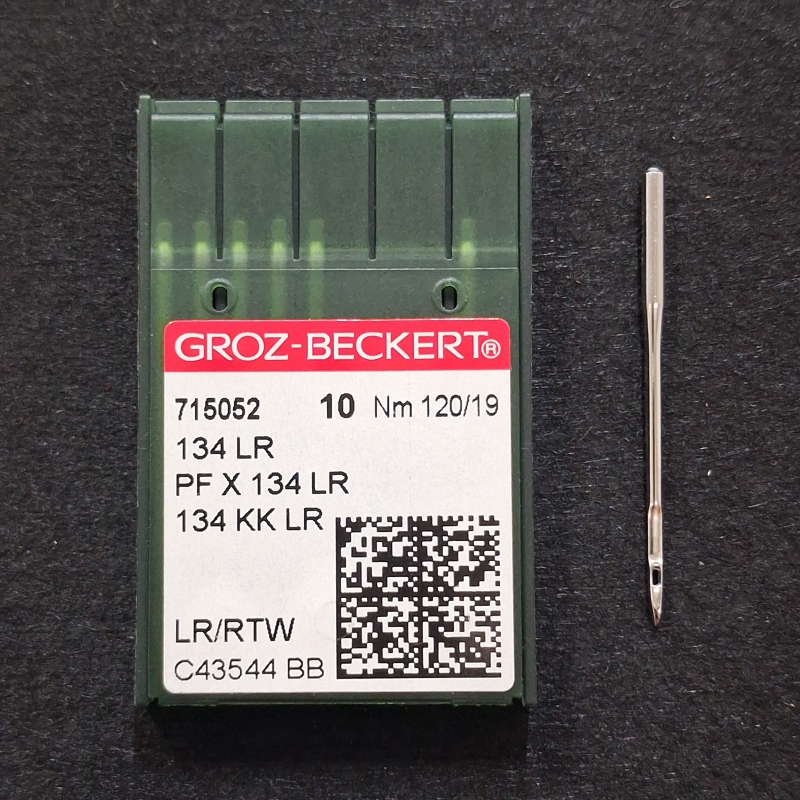 GROZ-BECKERT®
715052 10 Nm 120/19
134 LR
PF X 134 LR
134 KK LR
LR/RTW
C43544 BB